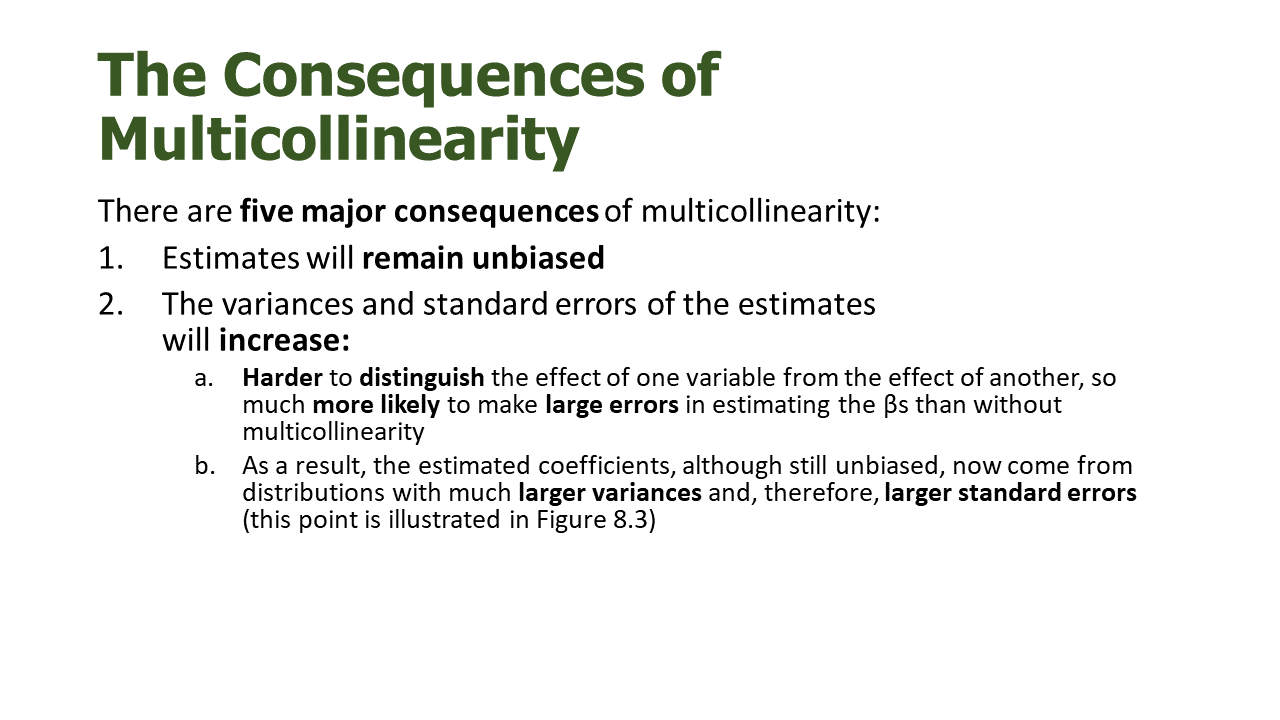 The Consequences of
Multicollinearity
There are five major consequences of multicollinearity:
1. Estimates will remain unbiased
2. The variances and standard errors of the estimates
will increase:
a. Harder to distinguish the effect of one variable from the effect of another, so
much more likely to make large errors in estimating the βs than without
multicollinearity
b. As a result, the estimated coefficients, although still unbiased, now come from
distributions with much larger variances and, therefore, larger standard errors
(this point is illustrated in Figure 8.3)